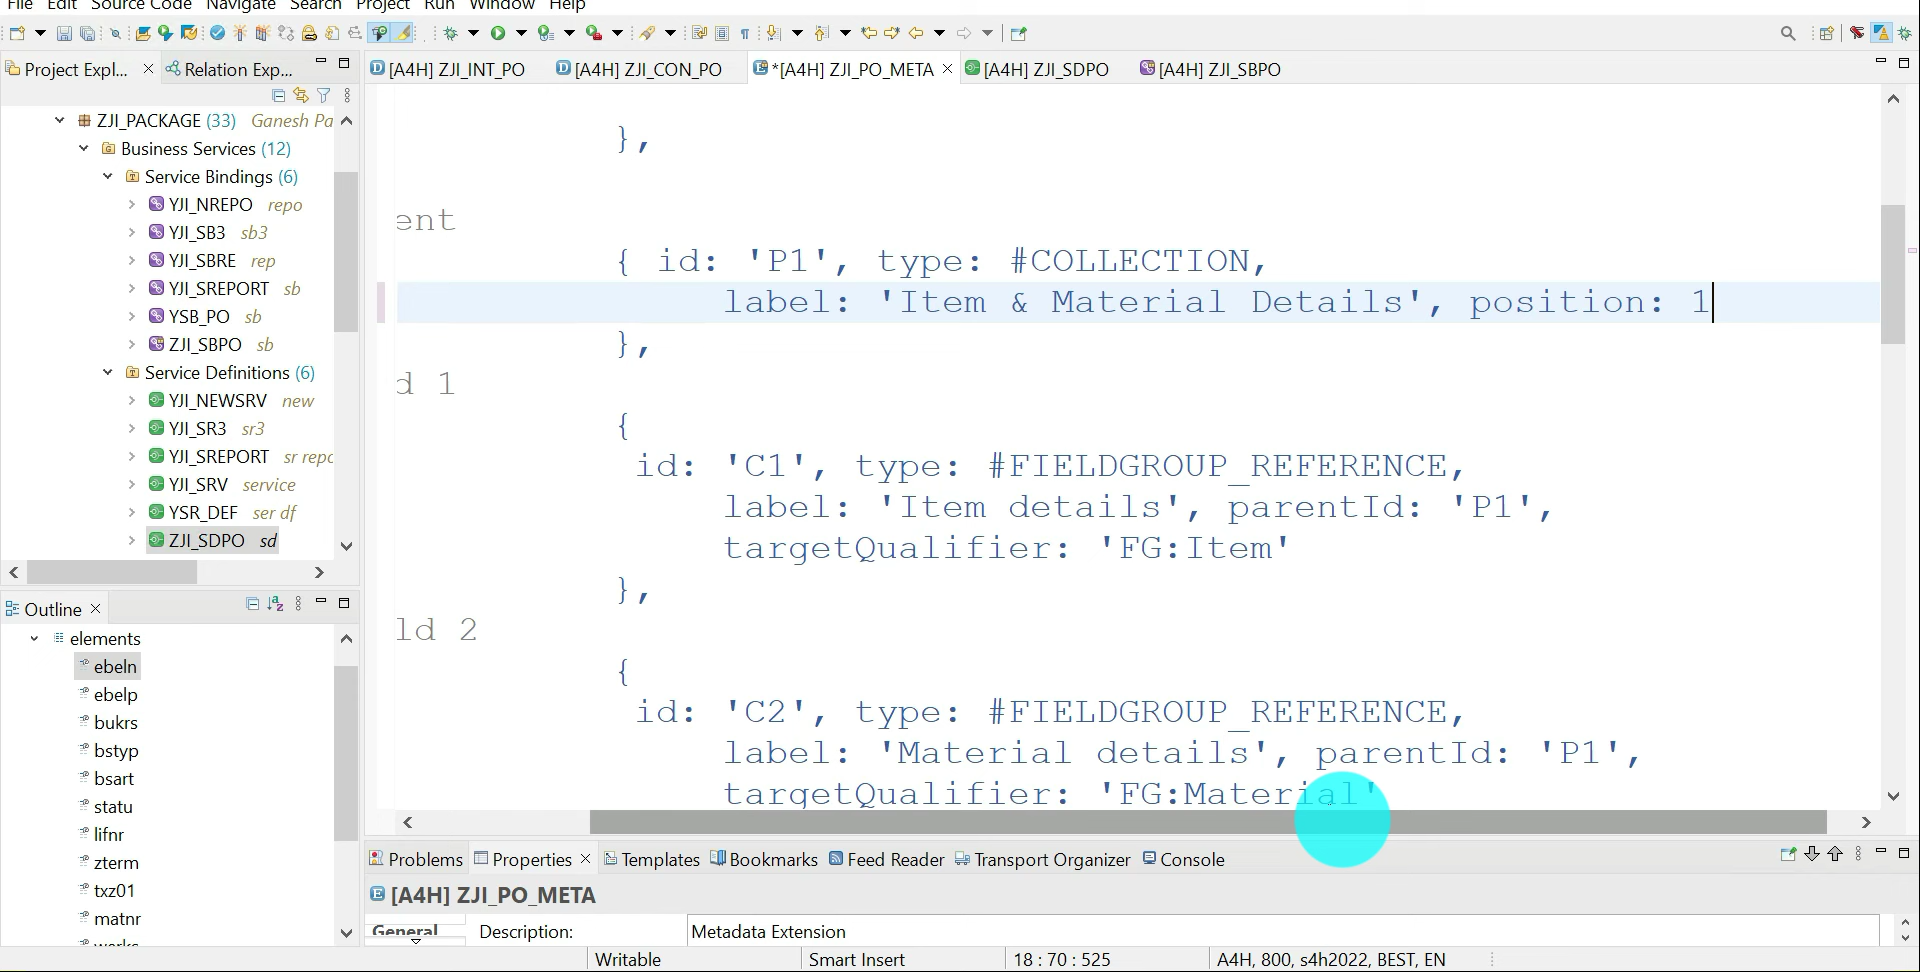 File Edit Source Code Navigate Search Project Run Window Help
Project Expl... Relation Exp...
[A4H] ZJI_INT_PO [A4H] ZJI_CON_PO *[A4H] ZJI_PO_META [A4H] ZJI_SDPO [A4H] ZJI_SBPO
ZJI_PACKAGE (33) Ganesh Pa
Business Services (12)
Service Bindings (6)
YJI_NREPO repo
YJI_SB3 sb3
YJI_SBRE rep
YJI_SREPORT sb
YSB_PO sb
ZJI_SBPO sb
Service Definitions (6)
YJI_NEWSRV new
YJI_SR3 sr3
YJI_SREPORT sr repo
YJI_SRV service
YSR_DEF ser df
ZJI_SDPO sd
Outline
elements
ebeln
ebelp
bukrs
bstyp
bsart
statu
lifnr
zterm
txz01
matnr
},
ent
{ id: 'P1', type: #COLLECTION,
label: 'Item & Material Details', position: 1
},
d 1
{
id: 'C1', type: #FIELDGROUP_REFERENCE,
label: 'Item details', parentId: 'P1',
targetQualifier: 'FG:Item'
},
ld 2
{
id: 'C2', type: #FIELDGROUP_REFERENCE,
label: 'Material details', parentId: 'P1',
targetQualifier: 'FG:Material'
Problems Properties Templates Bookmarks Feed Reader Transport Organizer Console
[A4H] ZJI_PO_META
General Description: Metadata Extension
Writable Smart Insert 18 : 70 : 525 A4H, 800, s4h2022, BEST, EN